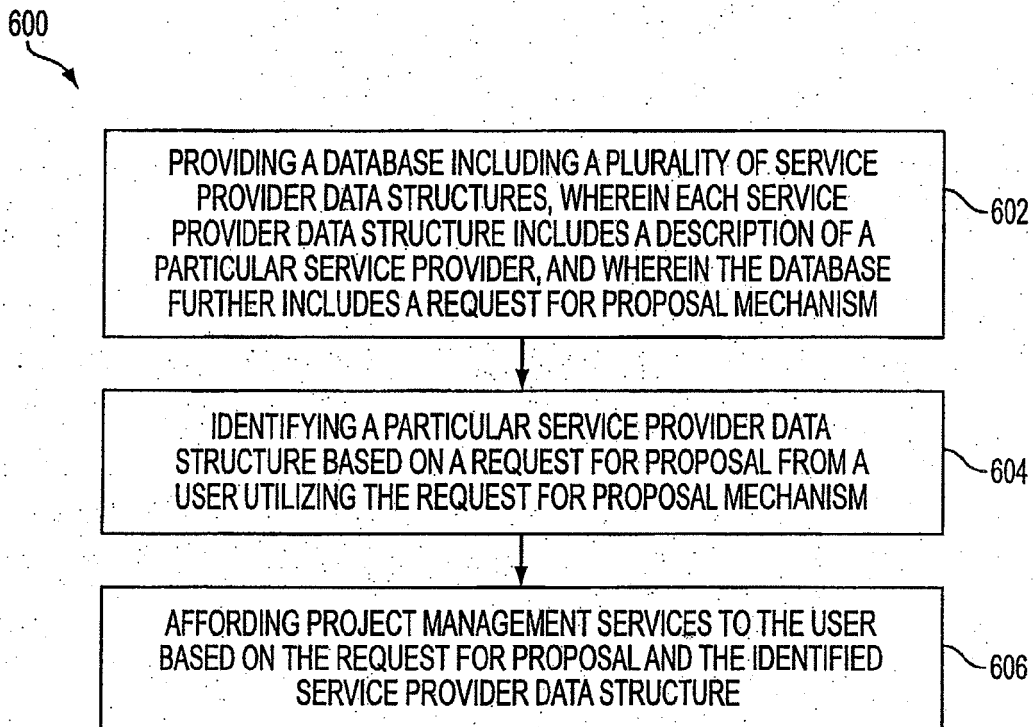 600
PROVIDING A DATABASE INCLUDING A PLURALITY OF SERVICE
PROVIDER DATA STRUCTURES, WHEREIN EACH SERVICE
PROVIDER DATA STRUCTURE INCLUDES A DESCRIPTION OF A
PARTICULAR SERVICE PROVIDER, AND WHEREIN THE DATABASE
FURTHER INCLUDES A REQUEST FOR PROPOSAL MECHANISM
602
IDENTIFYING A PARTICULAR SERVICE PROVIDER DATA
STRUCTURE BASED ON A REQUEST FOR PROPOSAL FROM A
USER UTILIZING THE REQUEST FOR PROPOSAL MECHANISM
604
AFFORDING PROJECT MANAGEMENT SERVICES TO THE USER
BASED ON THE REQUEST FOR PROPOSAL AND THE IDENTIFIED
SERVICE PROVIDER DATA STRUCTURE
606